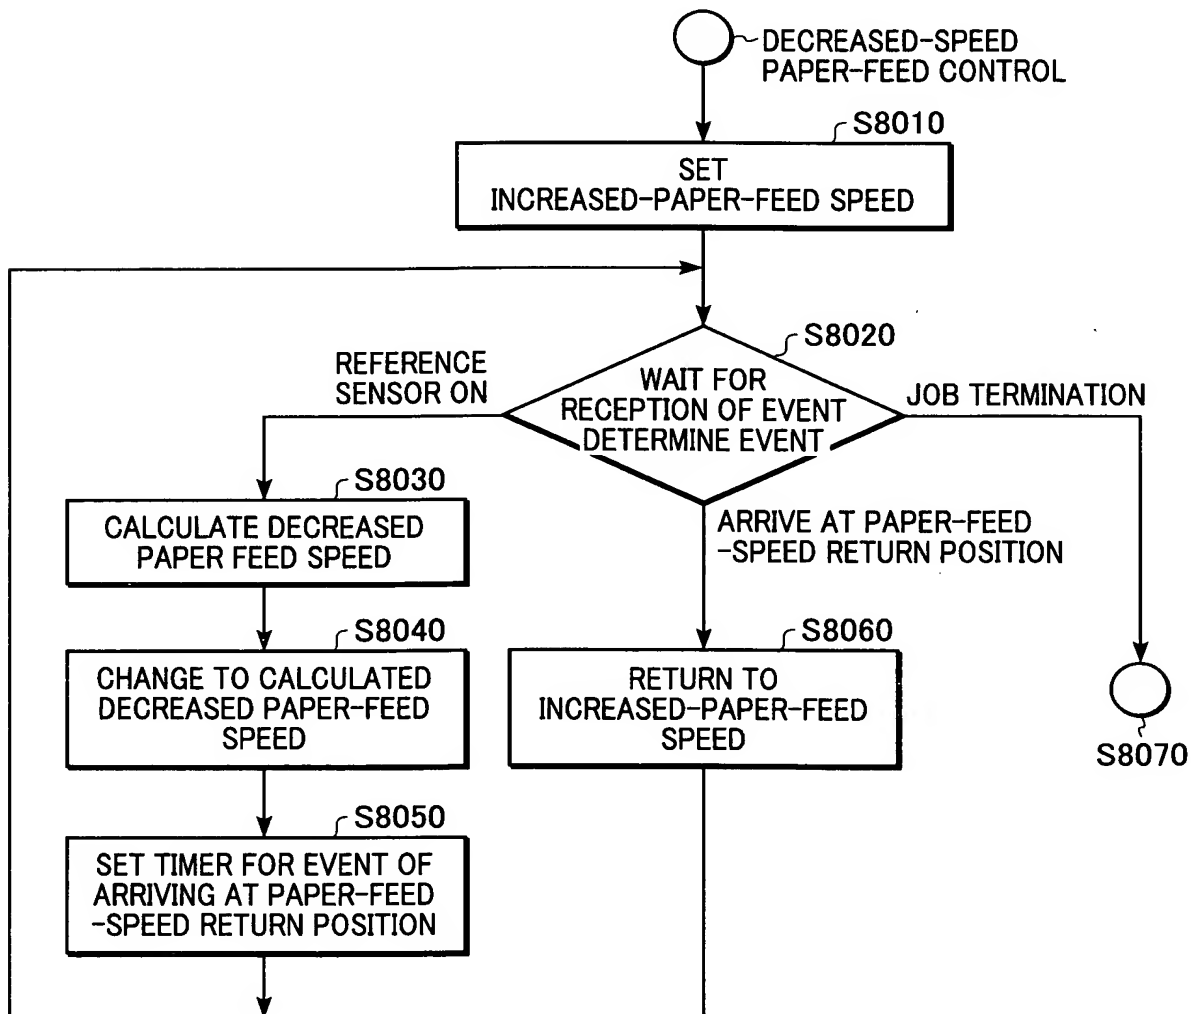 DECREASED-SPEED
PAPER-FEED CONTROL
S8010
SET
INCREASED-PAPER-FEED SPEED
S8020
REFERENCE
SENSOR ON
WAIT FOR
RECEPTION OF EVENT
DETERMINE EVENT
JOB TERMINATION
S8030
CALCULATE DECREASED
PAPER FEED SPEED
ARRIVE AT PAPER-FEED
-SPEED RETURN POSITION
S8040
CHANGE TO CALCULATED
DECREASED PAPER-FEED
SPEED
S8060
RETURN TO
INCREASED-PAPER-FEED
SPEED
S8070
S8050
SET TIMER FOR EVENT OF
ARRIVING AT PAPER-FEED
-SPEED RETURN POSITION